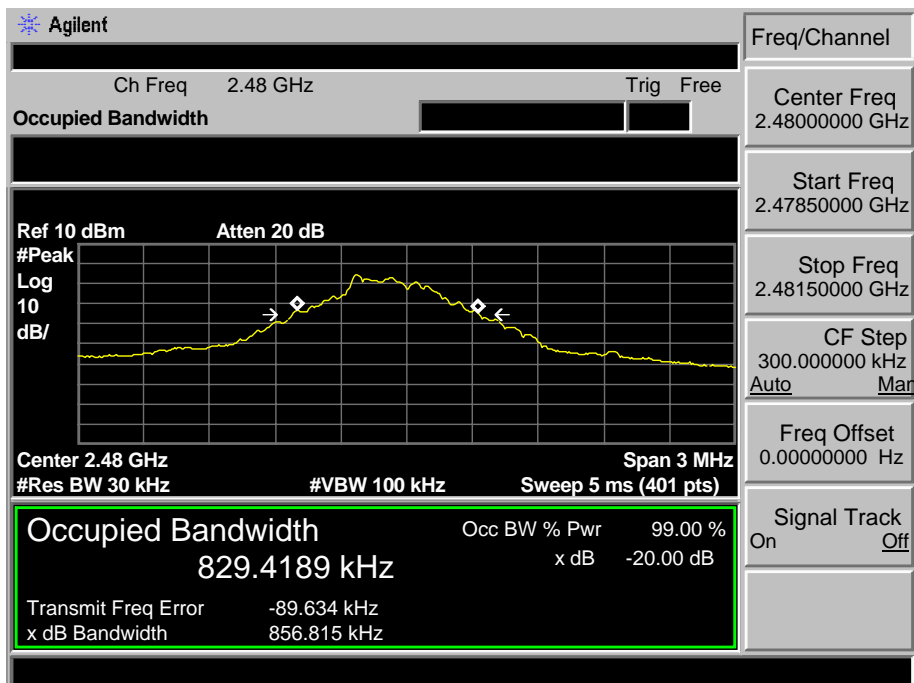 Agilent
Freq/Channel
Ch Freq 2.48 GHz Trig Free
Occupied Bandwidth
Center Freq
2.48000000 GHz
Start Freq
2.47850000 GHz
Stop Freq
2.48150000 GHz
CF Step
300.000000 kHz
Auto Man
Freq Offset
0.00000000 Hz
Signal Track
On Off
Ref 10 dBm Atten 20 dB
#Peak
Log
10
dB/
Center 2.48 GHz Span 3 MHz
#Res BW 30 kHz #VBW 100 kHz Sweep 5 ms (401 pts)
Occupied Bandwidth
829.4189 kHz
Occ BW % Pwr 99.00 %
x dB -20.00 dB
Transmit Freq Error -89.634 kHz
x dB Bandwidth 856.815 kHz